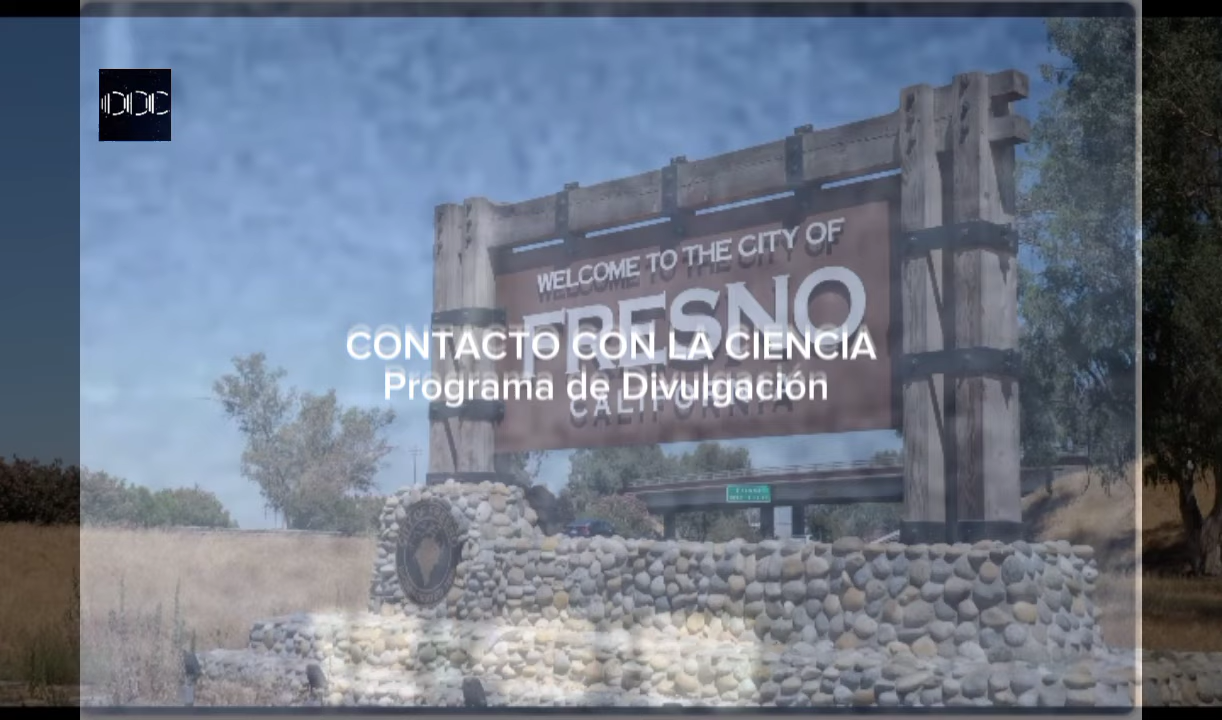 WELCOME TO THE CITY OF
FRESNO
CONTACTO CON LA CIENCIA
Programa de Divulgación
CALIFORNIA